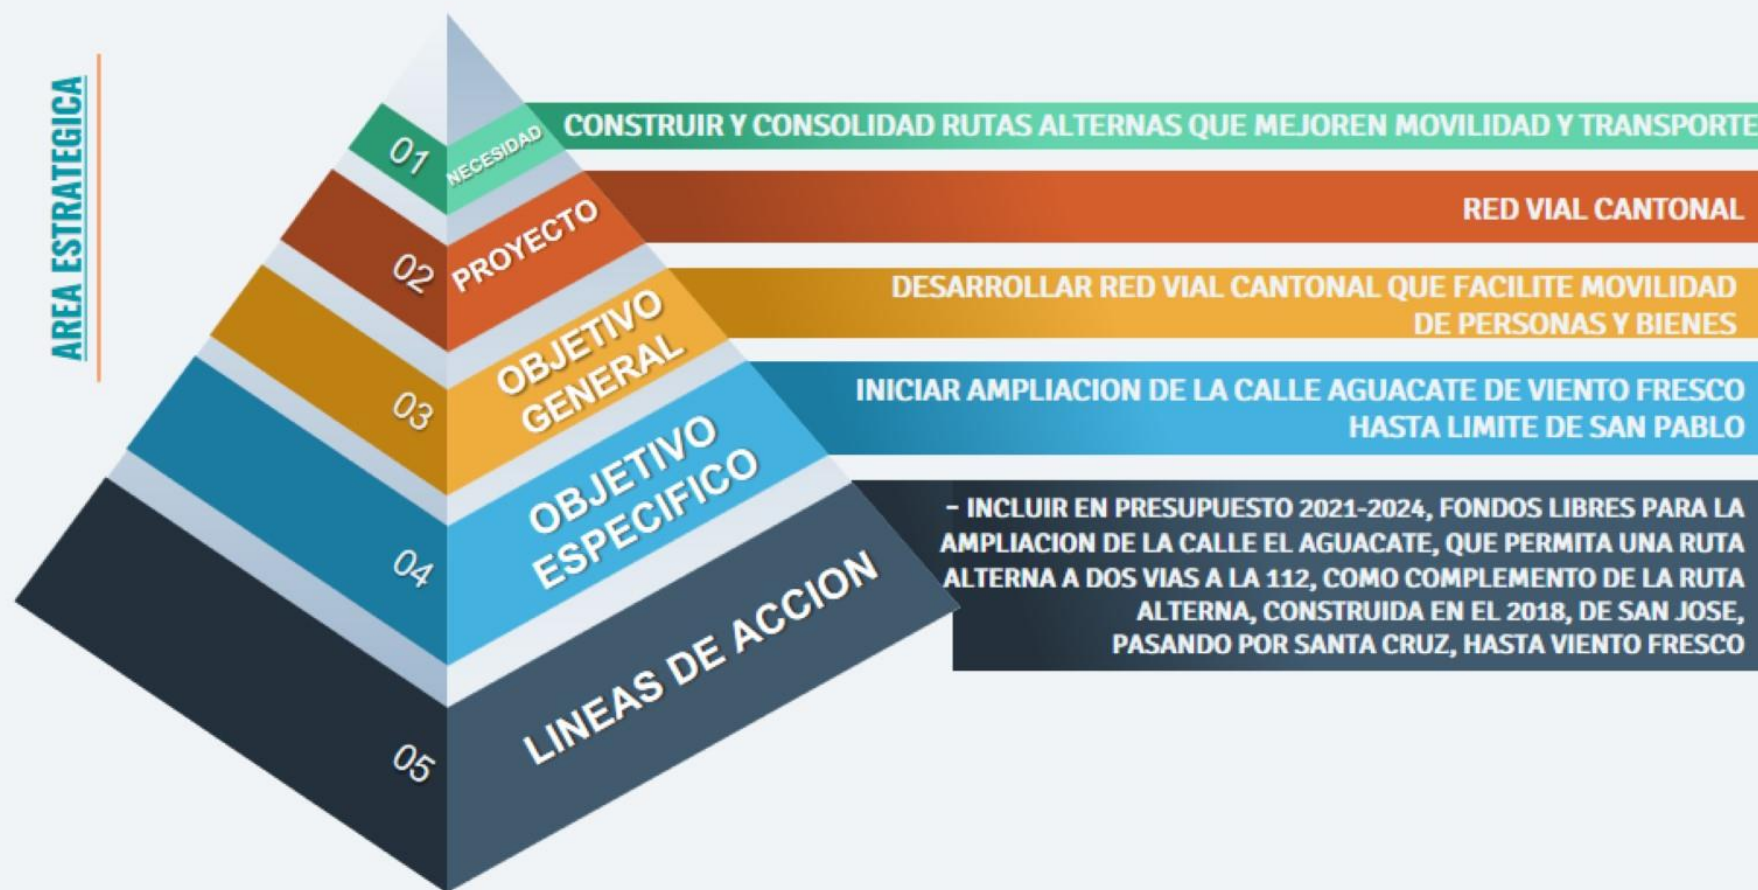 AREA ESTRATEGICA
01
NECESIDAD
CONSTRUIR Y CONSOLIDAD RUTAS ALTERNAS QUE MEJOREN MOVILIDAD Y TRANSPORTE
02
PROYECTO
RED VIAL CANTONAL
03
OBJETIVO
GENERAL
DESARROLLAR RED VIAL CANTONAL QUE FACILITE MOVILIDAD
DE PERSONAS Y BIENES
04
OBJETIVO
ESPECIFICO
INICIAR AMPLIACION DE LA CALLE AGUACATE DE VIENTO FRESCO
HASTA LIMITE DE SAN PABLO
05
LINEAS DE ACCION
- INCLUIR EN PRESUPUESTO 2021-2024, FONDOS LIBRES PARA LA
AMPLIACION DE LA CALLE EL AGUACATE, QUE PERMITA UNA RUTA
ALTERNA A DOS VIAS A LA 112, COMO COMPLEMENTO DE LA RUTA
ALTERNA, CONSTRUIDA EN EL 2018, DE SAN JOSE,
PASANDO POR SANTA CRUZ, HASTA VIENTO FRESCO